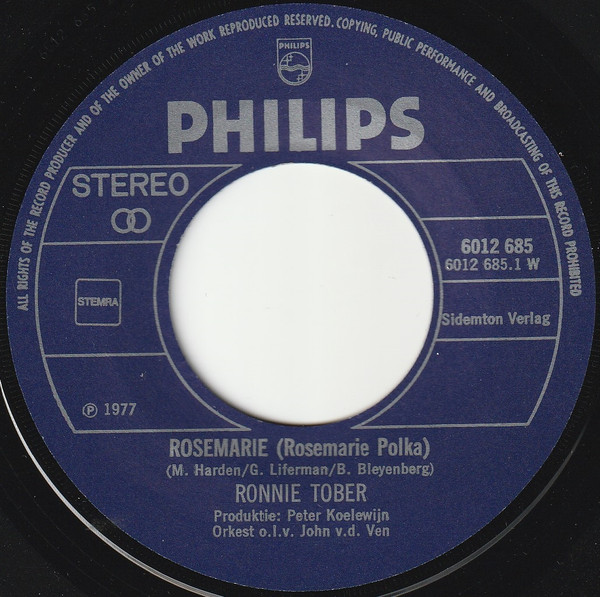 ALL RIGHTS OF THE RECORD PRODUCER AND OF THE OWNER OF THE WORK REPRODUCED RESERVED. COPYING, PUBLIC PERFORMANCE AND BROADCASTING OF THIS RECORD PROHIBITED
PHILIPS
PHILIPS
STEREO
6012 685
6012 685.1 W
STEMRA
Sidemton Verlag
℗ 1977
ROSEMARIE (Rosemarie Polka)
(M. Harden/G. Liferman/B. Bleyenberg)
RONNIE TOBER
Produktie: Peter Koelewijn
Orkest o.l.v. John v.d. Ven